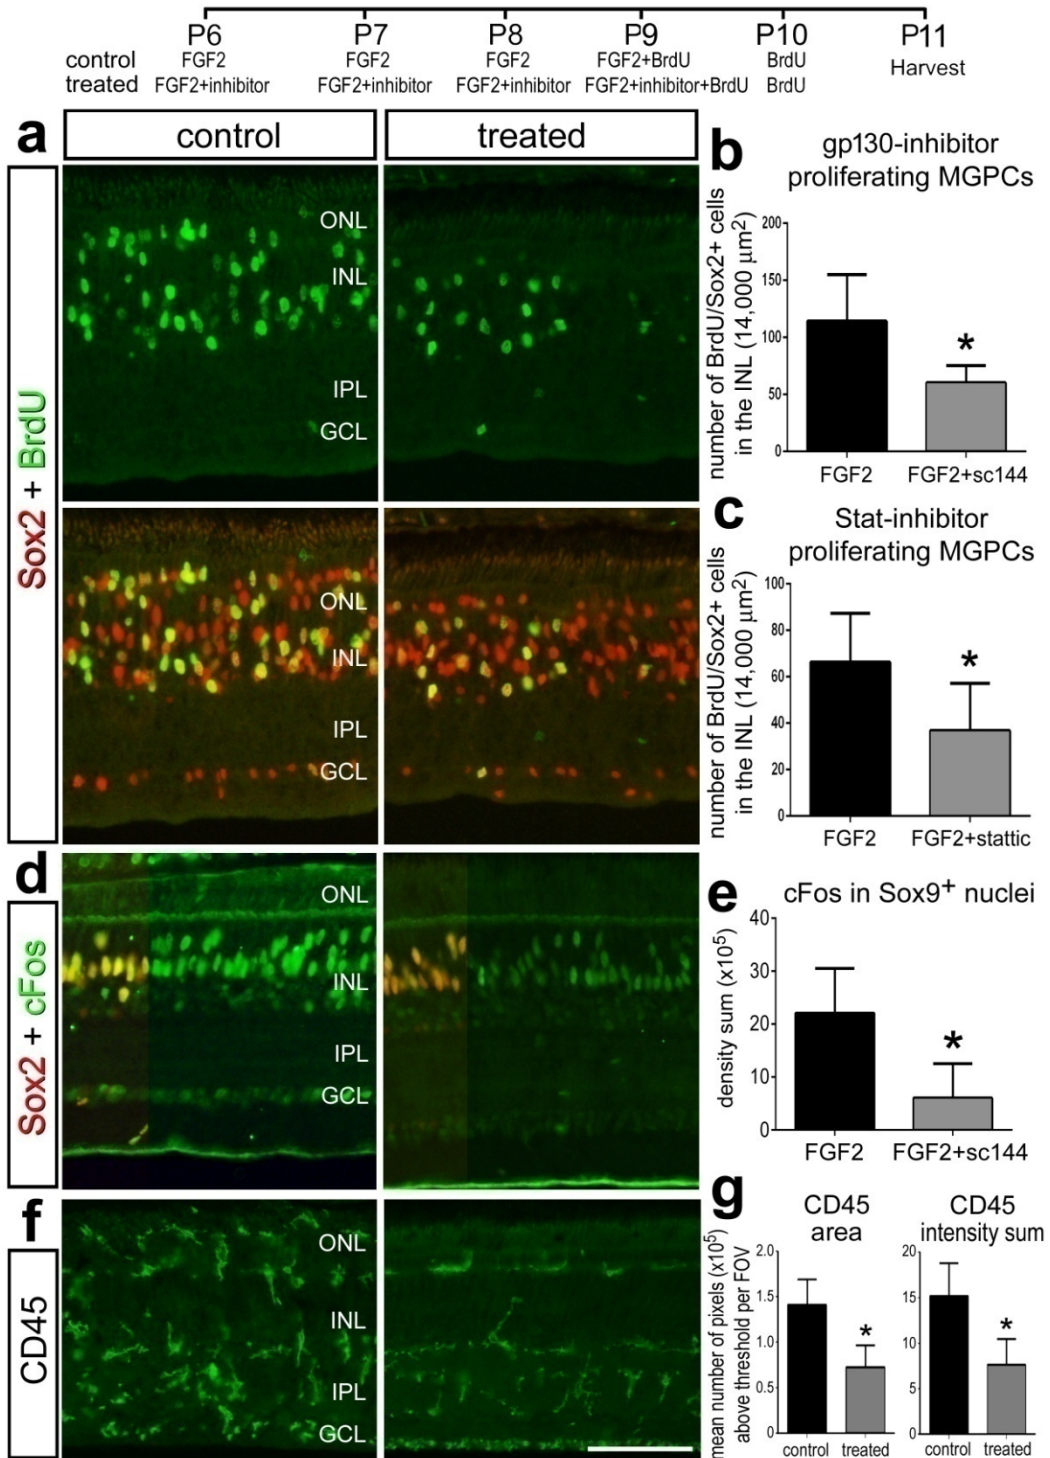 P6 P7 P8 P9 P10 P11
control FGF2 FGF2 FGF2 FGF2+BrdU BrdU Harvest
treated FGF2+inhibitor FGF2+inhibitor FGF2+inhibitor FGF2+inhibitor+BrdU BrdU
a
control
treated
Sox2 + BrdU
ONL
INL
IPL
GCL
ONL
INL
IPL
GCL
b
gp130-inhibitor
proliferating MGPCs
number of BrdU/Sox2+ cells
in the INL (14,000 µm²)
200
150
100
50
0
FGF2 FGF2+sc144
*
c
Stat-inhibitor
proliferating MGPCs
number of BrdU/Sox2+ cells
in the INL (14,000 µm²)
100
80
60
40
20
0
FGF2 FGF2+stattic
*
d
Sox2 + cFos
ONL
INL
IPL
GCL
e
cFos in Sox9⁺ nuclei
density sum (x10⁵)
40
30
20
10
0
FGF2 FGF2+sc144
*
f
CD45
ONL
INL
IPL
GCL
g
CD45
area
mean number of pixels (x10⁵)
above threshold per FOV
2.0
1.5
1.0
0.5
0
control treated
*
CD45
intensity sum
20
15
10
5
0
control treated
*